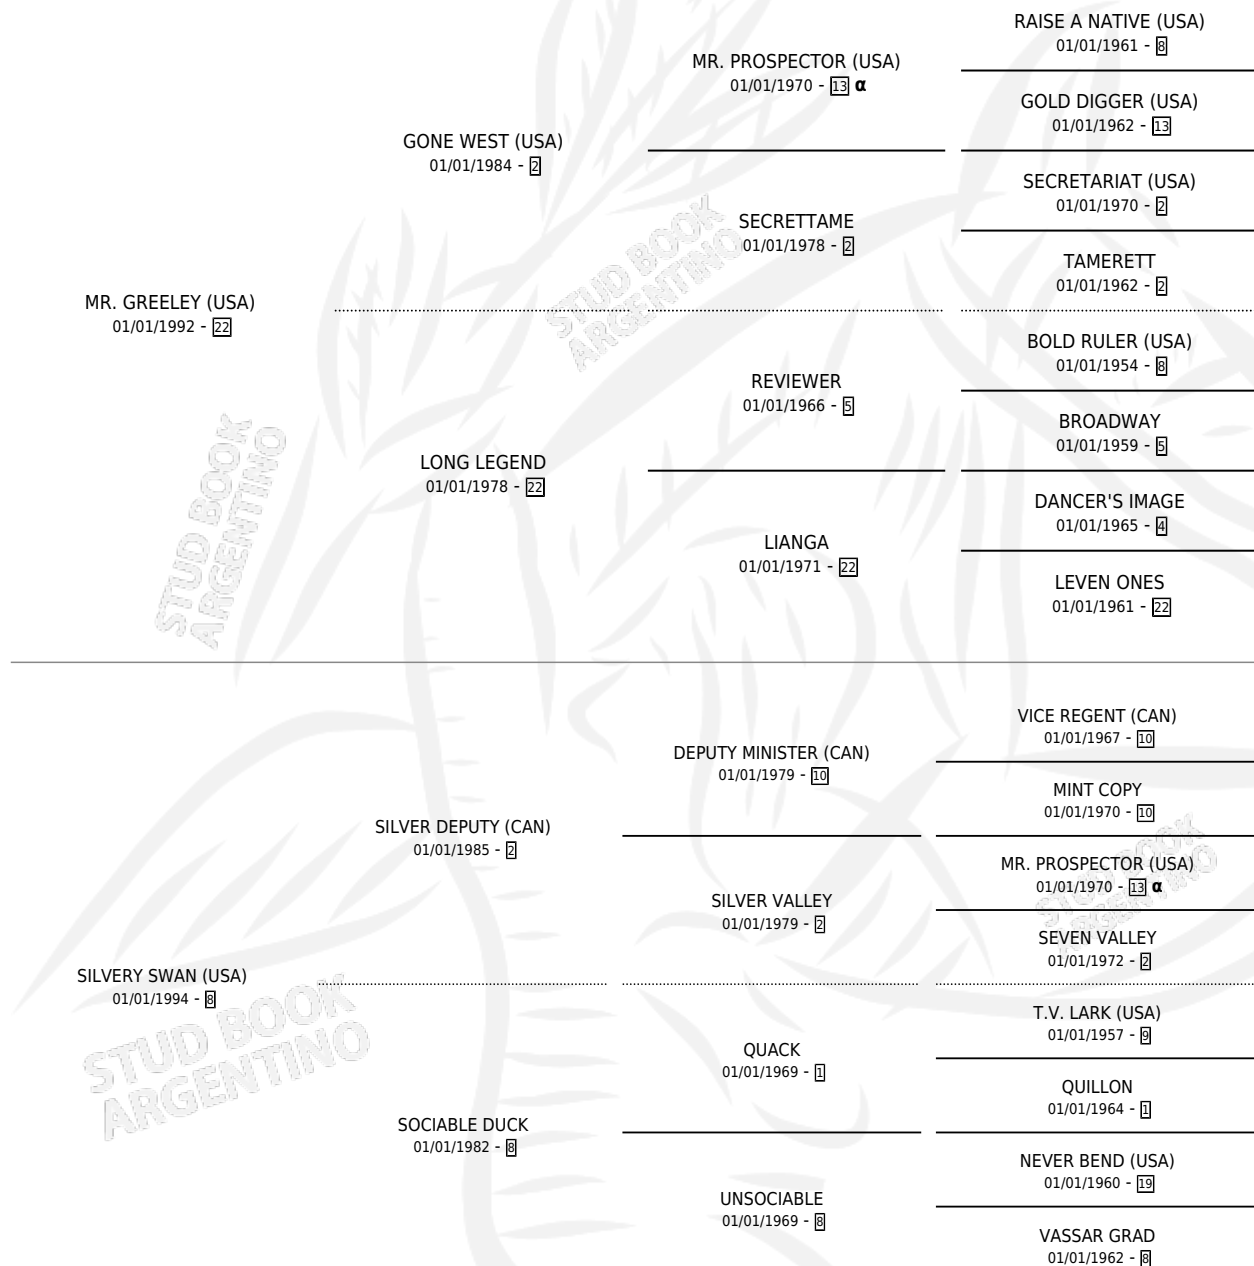 RAISE A NATIVE (USA)
01/01/1961 - 8
MR. PROSPECTOR (USA)
01/01/1970 - 13 α
GOLD DIGGER (USA)
01/01/1962 - 13
GONE WEST (USA)
01/01/1984 - 2
SECRETARIAT (USA)
01/01/1970 - 2
SECRETTAME
01/01/1978 - 2
TAMERETT
01/01/1962 - 2
MR. GREELEY (USA)
01/01/1992 - 22
BOLD RULER (USA)
01/01/1954 - 8
REVIEWER
01/01/1966 - 5
BROADWAY
01/01/1959 - 5
LONG LEGEND
01/01/1978 - 22
DANCER'S IMAGE
01/01/1965 - 4
LIANGA
01/01/1971 - 22
LEVEN ONES
01/01/1961 - 22
VICE REGENT (CAN)
01/01/1967 - 10
DEPUTY MINISTER (CAN)
01/01/1979 - 10
MINT COPY
01/01/1970 - 10
SILVER DEPUTY (CAN)
01/01/1985 - 2
MR. PROSPECTOR (USA)
01/01/1970 - 13 α
SILVER VALLEY
01/01/1979 - 2
SEVEN VALLEY
01/01/1972 - 2
SILVERY SWAN (USA)
01/01/1994 - 8
T.V. LARK (USA)
01/01/1957 - 9
QUACK
01/01/1969 - 1
QUILLON
01/01/1964 - 1
SOCIABLE DUCK
01/01/1982 - 8
NEVER BEND (USA)
01/01/1960 - 19
UNSOCIABLE
01/01/1969 - 8
VASSAR GRAD
01/01/1962 - 8
STUD BOOK
ARGENTINO
STUD BOOK
ARGENTINO
STUD BOOK
ARGENTINO
STUD BOOK
ARGENTINO